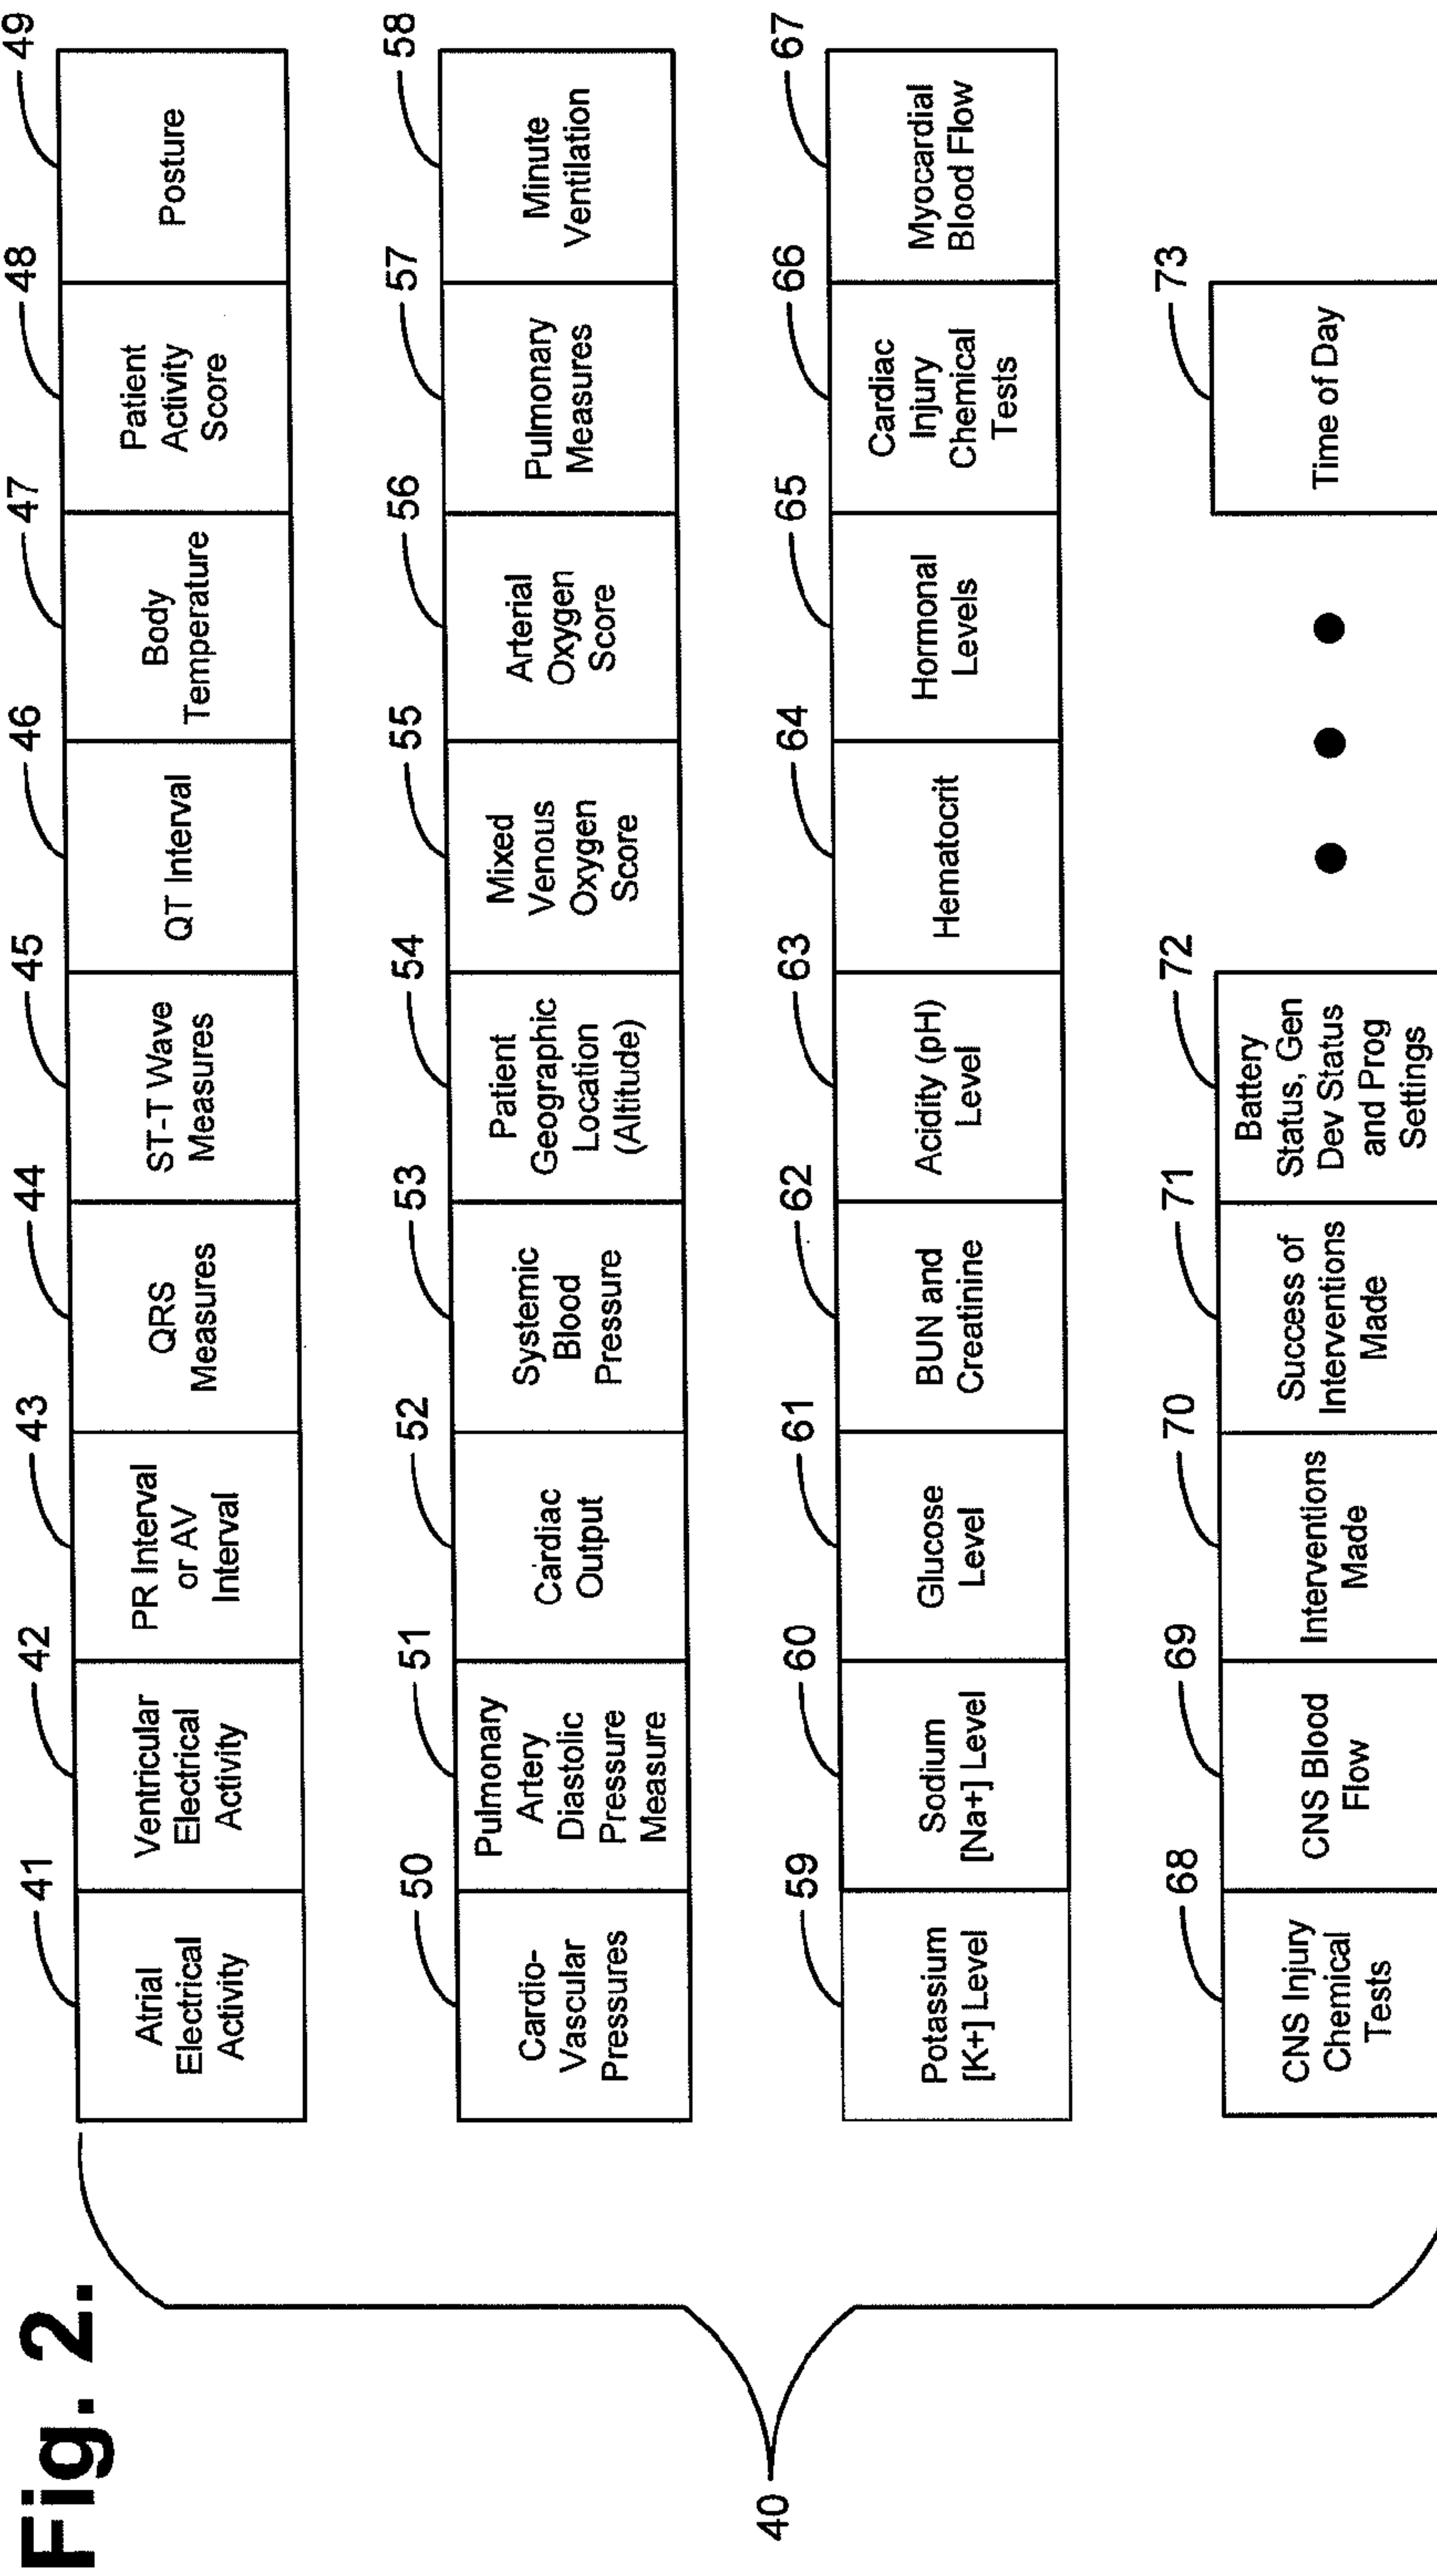 Fig. 2.
40
41
42
43
44
45
46
47
48
49
Atrial
Electrical
Activity
Ventricular
Electrical
Activity
PR Interval
or AV
Interval
QRS
Measures
ST-T Wave
Measures
QT Interval
Body
Temperature
Patient
Activity
Score
Posture
50
51
52
53
54
55
56
57
58
Cardio-
Vascular
Pressures
Pulmonary
Artery
Diastolic
Pressure
Measure
Cardiac
Output
Systemic
Blood
Pressure
Patient
Geographic
Location
(Altitude)
Mixed
Venous
Oxygen
Score
Arterial
Oxygen
Score
Pulmonary
Measures
Minute
Ventilation
59
60
61
62
63
64
65
66
67
Potassium
[K+] Level
Sodium
[Na+] Level
Glucose
Level
BUN and
Creatinine
Acidity (pH)
Level
Hematocrit
Hormonal
Levels
Cardiac
Injury
Chemical
Tests
Myocardial
Blood Flow
68
69
70
71
72
73
CNS Injury
Chemical
Tests
CNS Blood
Flow
Interventions
Made
Success of
Interventions
Made
Battery
Status, Gen
Dev Status
and Prog
Settings
Time of Day